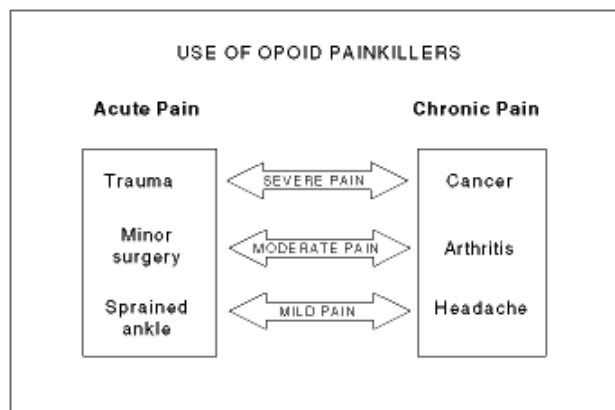 USE OF OPOID PAINKILLERS
Acute Pain
Chronic Pain
Trauma
SEVERE PAIN
Cancer
Minor
surgery
MODERATE PAIN
Arthritis
Sprained
ankle
MILD PAIN
Headache